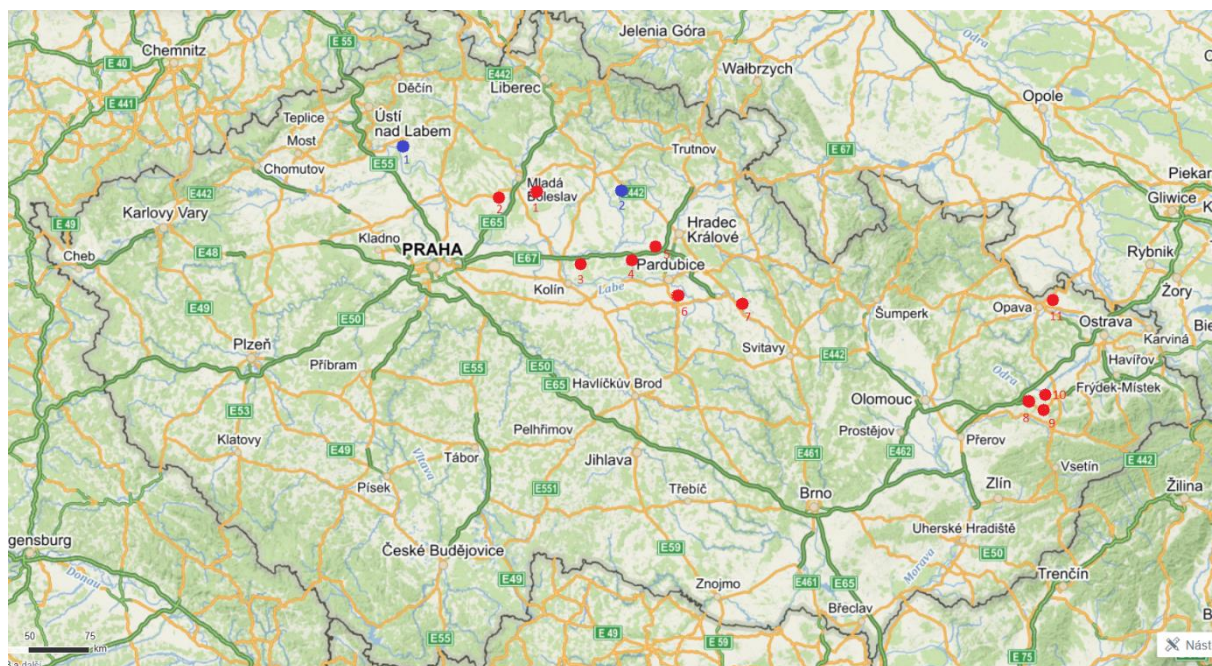 Chemnitz
E 55
Jelenia Góra
Odra
E 40
E442
Wałbrzych
Děčín
Liberec
Opole
E 441
Teplice
Ústí
nad Labem
Most
1
E55
Trutnov
E 67
Chomutov
Piekar
E442
Mladá
Boleslav
E442
Gliwice
E 49
Karlovy Vary
2
1
2
E65
Hradec
Králové
Kladno
PRAHA
Rybnik
Cheb
E48
E67
5
4
Pardubice
3
Kolín
Labe
Żory
E49
6
7
Opava
11
Šumperk
Ostrava
Bie
E50
Karviná
Plzeň
Svitavy
E442
Havířov
Příbram
E55
E50
E65
Havlíčkův Brod
Odra
Frýdek-Místek
10
8
9
Olomouc
E53
Pelhřimov
Prostějov
Přerov
Klatovy
E49
Vltava
Tábor
Jihlava
E461
E462
Vsetín
E 442
Písek
E551
Třebíč
Brno
Zlín
Žilina
gensburg
Uherské Hradiště
České Budějovice
E59
E50
E49
Morava
Trenčín
Donau
Znojmo
E461
E65
Břeclav
50
75
km
E55
E 49
E 59
E 75
B
Nást